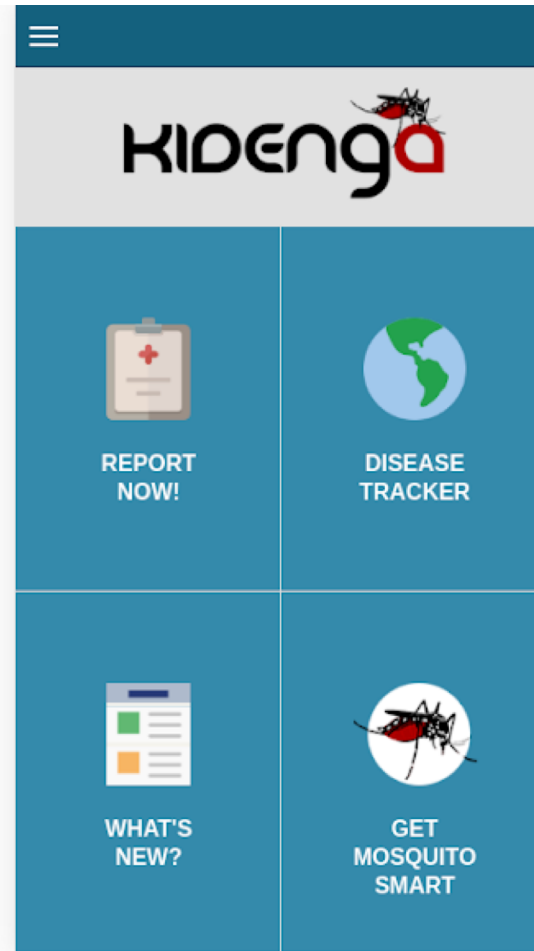 KIDENGA
REPORT
NOW!
DISEASE
TRACKER
WHAT'S
NEW?
GET
MOSQUITO
SMART